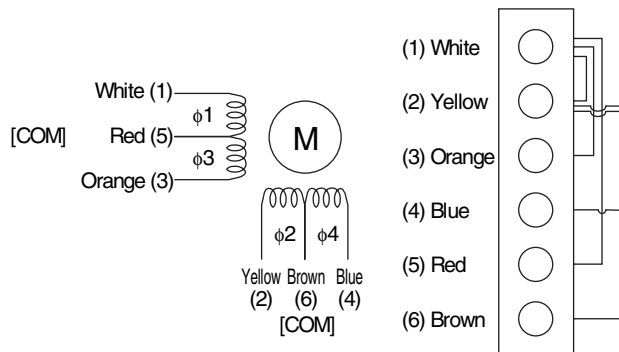 White (1)
ϕ1
[COM] Red (5)
ϕ3
Orange (3)
M
ϕ2 ϕ4
Yellow Brown Blue
(2) (6) (4)
[COM]
(1) White
(2) Yellow
(3) Orange
(4) Blue
(5) Red
(6) Brown